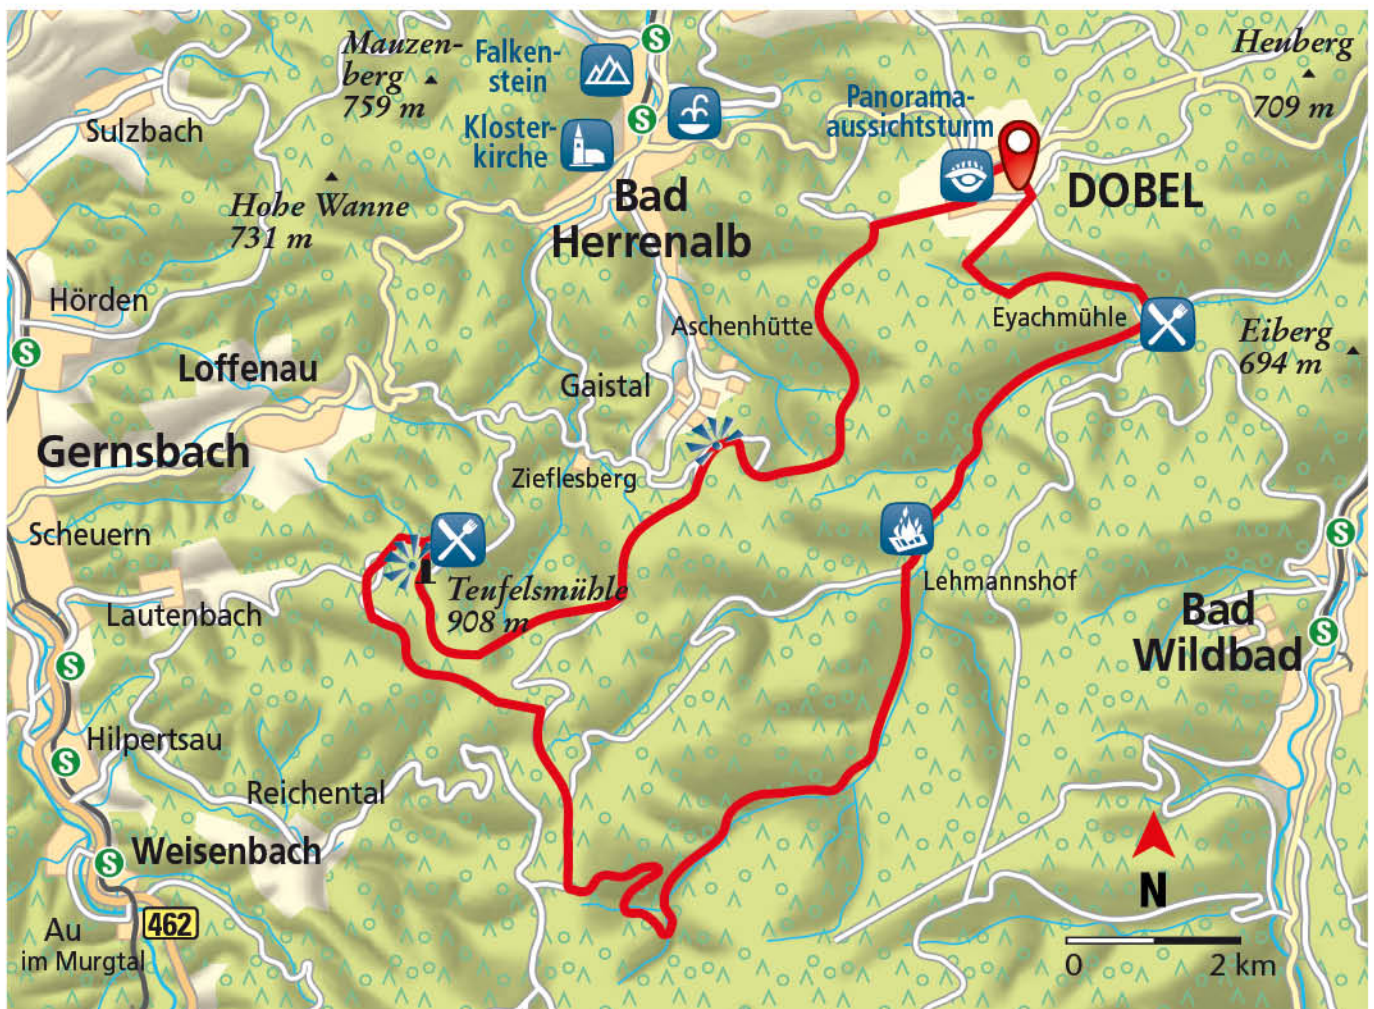 Mauzen-
berg
759 m
Falken-
stein
S
Heuberg
709 m
Sulzbach
Kloster-
kirche
S
Panorama-
aussichtsturm
Hohe Wanne
731 m
Bad
Herrenalb
DOBEL
Hörden
S
Aschenhütte
Eyachmühle
Eiberg
694 m
Loffenau
Gaistal
Gernsbach
Zieflesberg
Scheuern
S
Teufelsmühle
908 m
Lehmannshof
Lautenbach
Bad
Wildbad
S
S
Hilpertsau
S
Reichental
Weisenbach
S
N
462
Au
im Murgtal
0 2 km